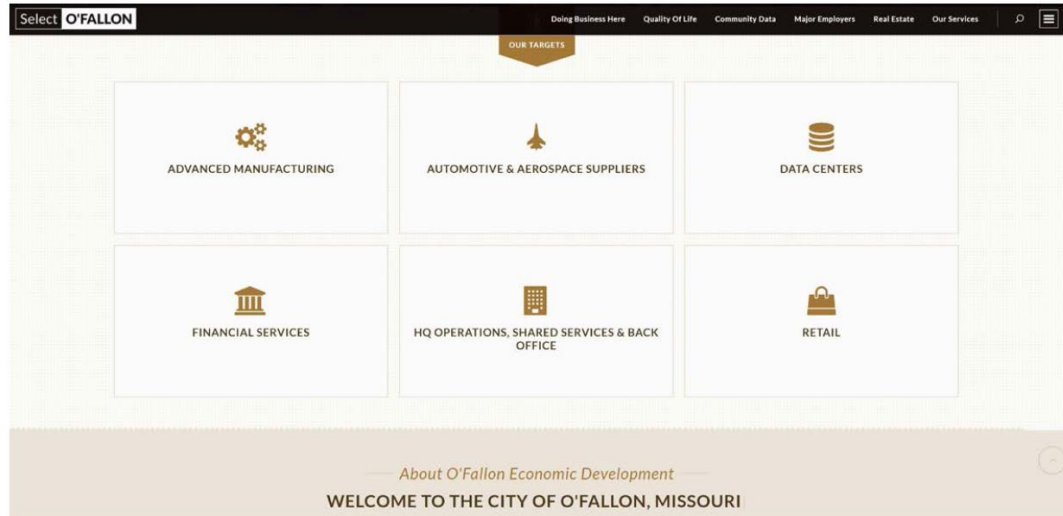 Select O'FALLON
Doing Business Here Quality Of Life Community Data Major Employers Real Estate Our Services
OUR TARGETS
ADVANCED MANUFACTURING
AUTOMOTIVE & AEROSPACE SUPPLIERS
DATA CENTERS
FINANCIAL SERVICES
HQ OPERATIONS, SHARED SERVICES & BACK
OFFICE
RETAIL
About O'Fallon Economic Development
WELCOME TO THE CITY OF O'FALLON, MISSOURI